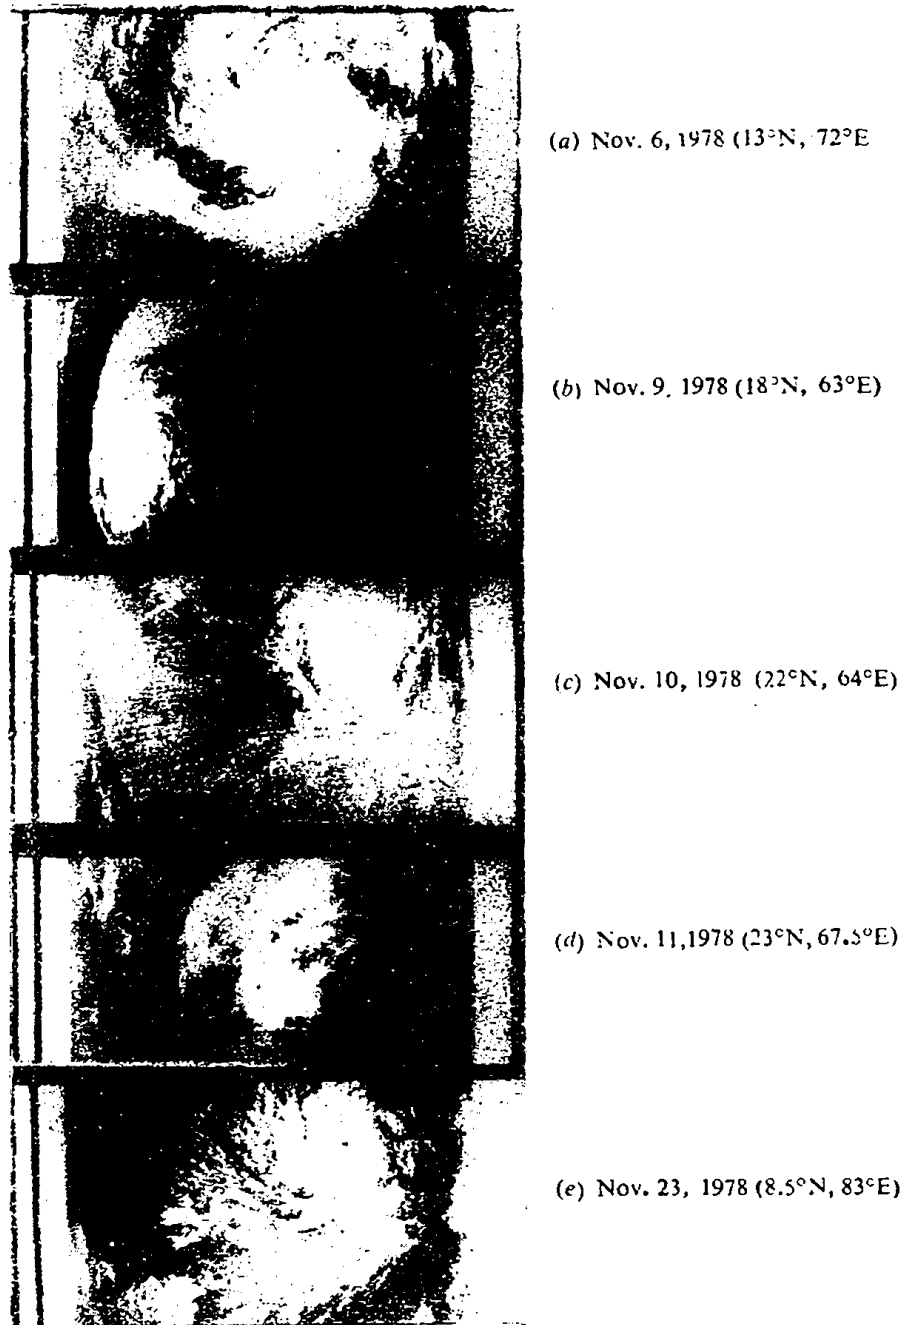 (a) Nov. 6, 1978 (13°N, 72°E
(b) Nov. 9, 1978 (18°N, 63°E)
(c) Nov. 10, 1978 (22°N, 64°E)
(d) Nov. 11,1978 (23°N, 67.5°E)
(e) Nov. 23, 1978 (8.5°N, 83°E)